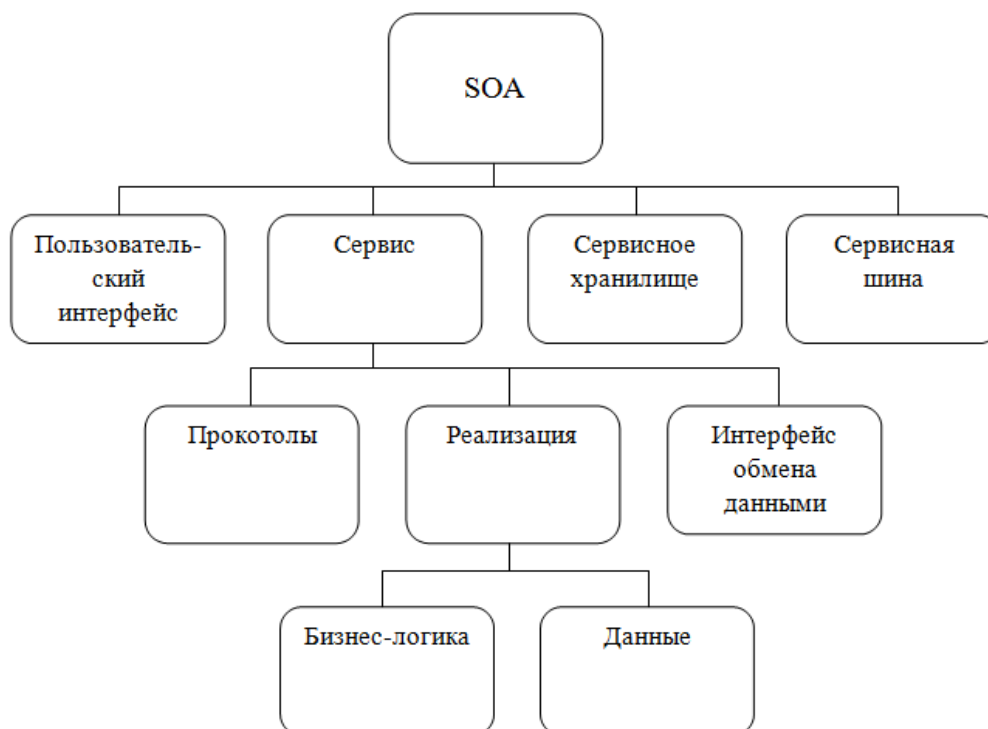 SOA
Пользователь-
ский
интерфейс
Сервис
Сервисное
хранилище
Сервисная
шина
Прокотолы
Реализация
Интерфейс
обмена
данными
Бизнес-логика
Данные